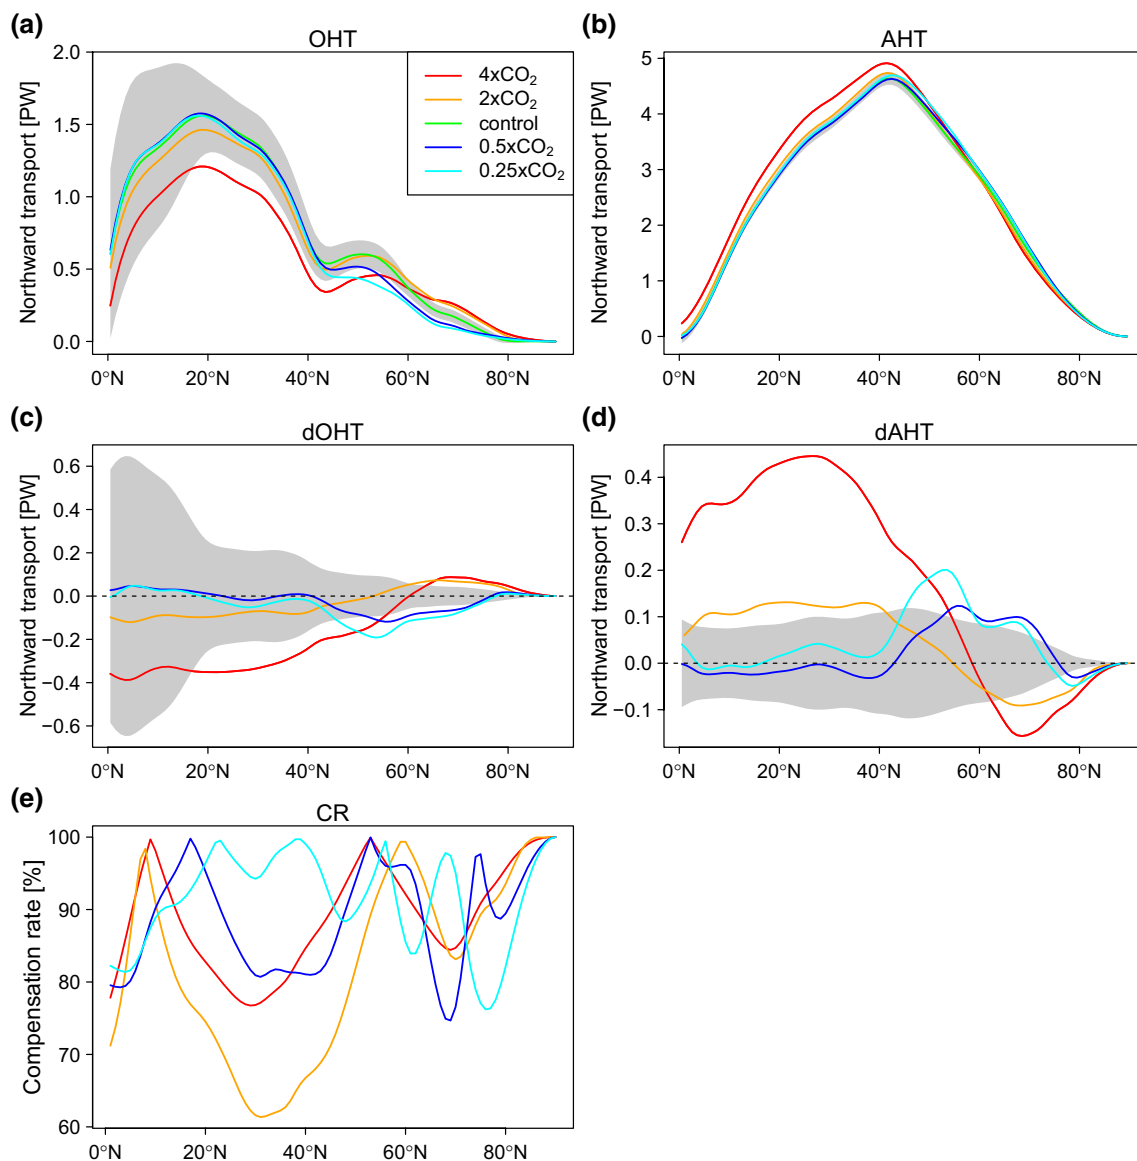 (a)
OHT
Northward transport [PW]
2.0
1.5
1.0
0.5
0.0
0°N
20°N
40°N
60°N
80°N
4xCO₂
2xCO₂
control
0.5xCO₂
0.25xCO₂
(b)
AHT
Northward transport [PW]
5
4
3
2
1
0
0°N
20°N
40°N
60°N
80°N
(c)
dOHT
Northward transport [PW]
0.6
0.4
0.2
0.0
−0.2
−0.4
−0.6
0°N
20°N
40°N
60°N
80°N
(d)
dAHT
Northward transport [PW]
0.4
0.3
0.2
0.1
0.0
−0.1
0°N
20°N
40°N
60°N
80°N
(e)
CR
Compensation rate [%]
100
90
80
70
60
0°N
20°N
40°N
60°N
80°N